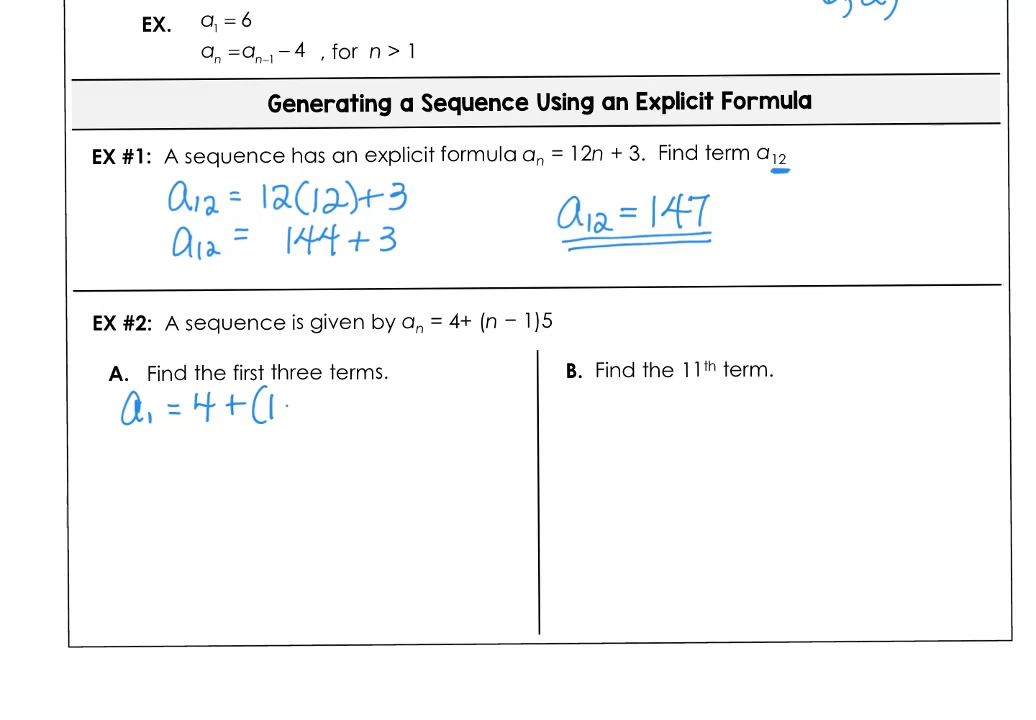 EX. a₁ = 6
aₙ = aₙ₋₁ − 4 , for n > 1
Generating a Sequence Using an Explicit Formula
EX #1: A sequence has an explicit formula aₙ = 12n + 3. Find term a₁₂
a₁₂ = 12(12)+3
a₁₂ = 144 + 3
a₁₂ = 147
EX #2: A sequence is given by aₙ = 4+ (n − 1)5
A. Find the first three terms.
a₁ = 4 + (1
B. Find the 11th term.